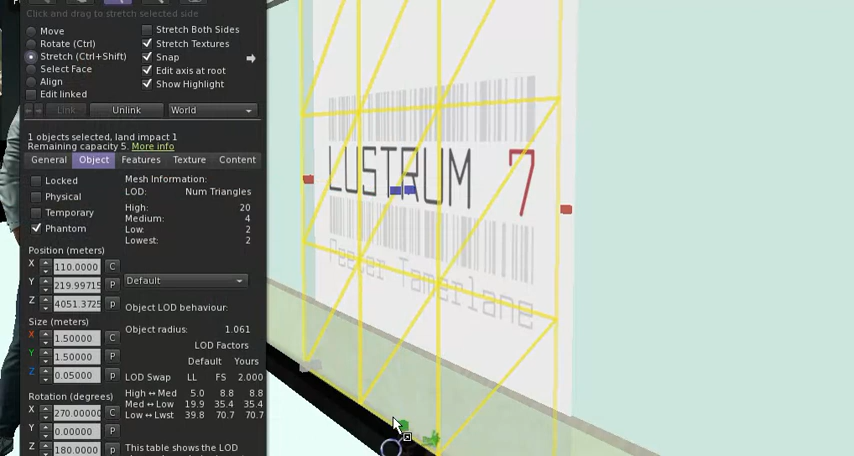 Click and drag to stretch selected side
Move
Rotate (Ctrl)
Stretch (Ctrl+Shift)
Select Face
Align
Edit linked
Stretch Both Sides
Stretch Textures
Snap
Edit axis at root
Show Highlight
Link
Unlink
World
1 objects selected, land impact 1
Remaining capacity 5. More info
General Object Features Texture Content
Locked
Physical
Temporary
Phantom
Mesh Information:
LOD: Num Triangles
High: 20
Medium: 4
Low: 2
Lowest: 2
Position (meters)
X 110.0000 C
Y 219.99715 p
Z 4051.3725 p
Default
Object LOD behaviour:
Size (meters)
X 1.50000 C
Y 1.50000 p
Z 0.05000 p
Object radius: 1.061
LOD Factors
Default Yours
LOD Swap LL FS 2.000
High ↔ Med 5.0 8.8 8.8
Med ↔ Low 19.9 35.4 35.4
Low ↔ Lwst 39.8 70.7 70.7
Rotation (degrees)
X 270.00000 C
Y 0.00000 p
Z 180.0000 p
This table shows the LOD
LUSTRUM 7
Peeter Tamerlane